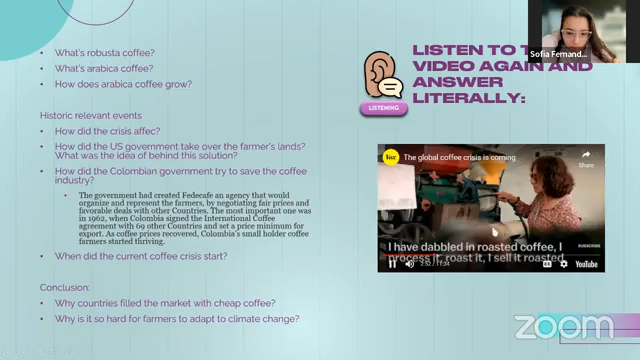 What's robusta coffee?
What's arabica coffee?
How does arabica coffee grow?
Historic relevant events
How did the crisis affec?
How did the US government take over the farmer's lands?
What was the idea of behind this solution?
How did the Colombian government try to save the coffee
industry?
The government had created Fedecafe an agency that would
organize and represent the farmers, by negotiating fair prices and
favorable deals with other Countries. The most important one was
in 1962, when Colombia signed the International Coffee
agreement with 69 other Countries and set a price minimum for
export. As coffee prices recovered, Colombia's small holder coffee
farmers started thriving.
When did the current coffee crisis start?
Conclusion:
Why countries filled the market with cheap coffee?
Why is it so hard for farmers to adapt to climate change?
LISTENING
LISTEN TO T
VIDEO AGAIN AND
ANSWER
LITERALLY:
Sofia Fernand...
Vox
The global coffee crisis is coming
Share
I have dabbled in roasted coffee, I
process it, roast it, I sell it roasted
SUBSCRIBE
2:52 / 11:34
CC
YouTube
zoom